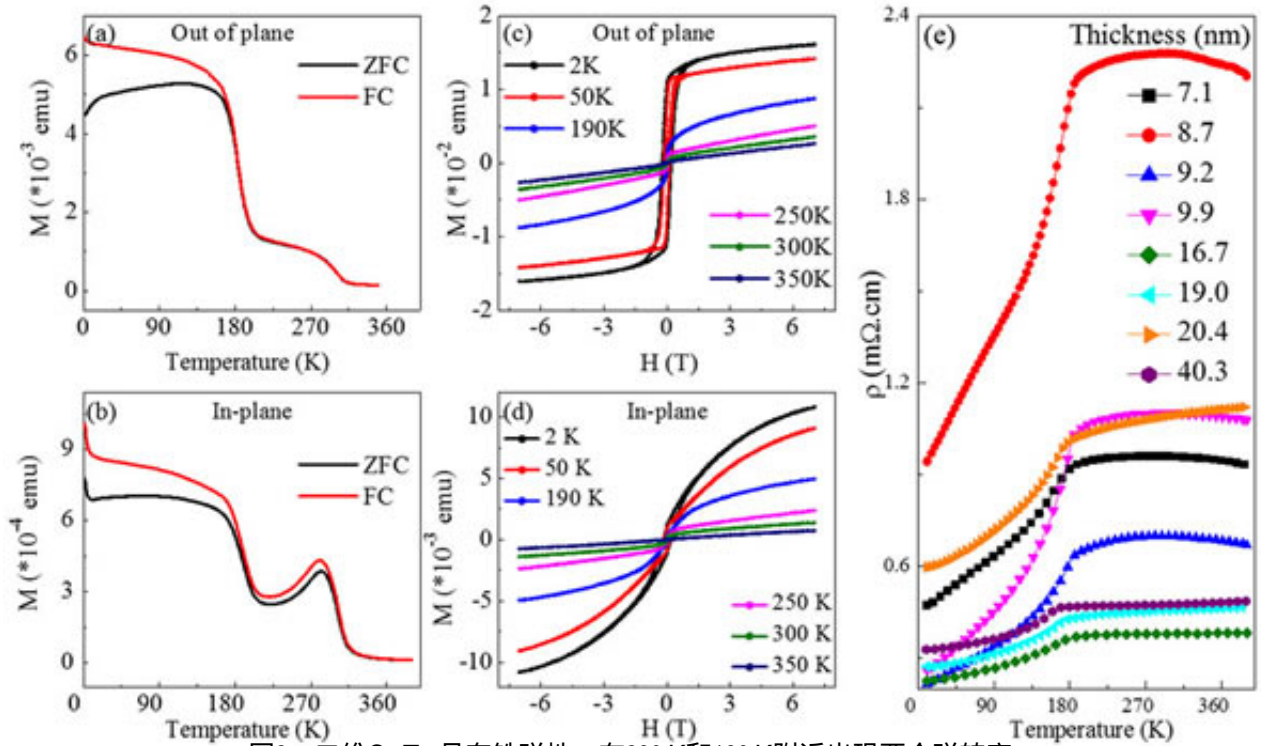 (a) Out of plane
ZFC
FC
M (*10-3 emu)
6
4
2
0
0 90 180 270 360
Temperature (K)
(b) In-plane
ZFC
FC
M (*10-4 emu)
9
6
3
0
0 90 180 270 360
Temperature (K)
(c) Out of plane
2K
50K
190K
250K
300K
350K
M (*10-2 emu)
2
1
0
-1
-2
-6 -3 0 3 6
H (T)
(d) In-plane
2 K
50 K
190 K
250 K
300 K
350 K
M (*10-3 emu)
10
5
0
-5
-10
-6 -3 0 3 6
H (T)
(e) Thickness (nm)
7.1
8.7
9.2
9.9
16.7
19.0
20.4
40.3
ρ (mΩ.cm)
2.4
1.8
1.2
0.6
0 90 180 270 360
Temperature (K)